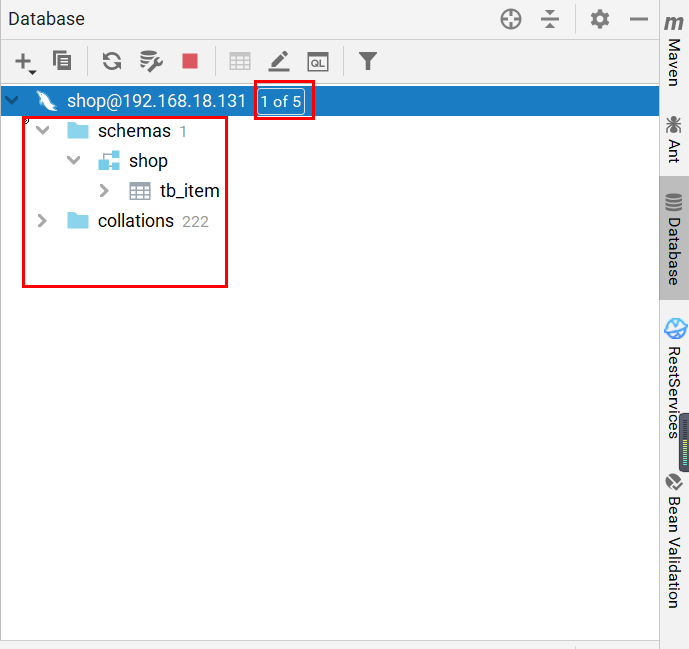 Database
QL
shop@192.168.18.131 1 of 5
schemas 1
shop
tb_item
collations 222
m
Maven
Ant
Database
RestServices
Bean Validation